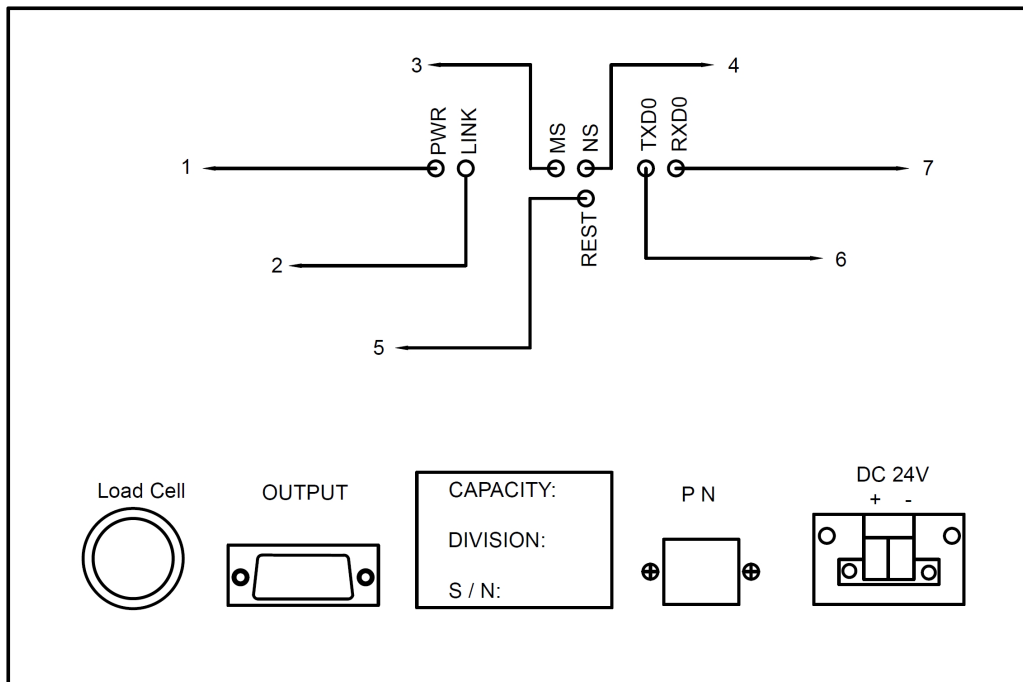 3
4
PWR
LINK
MS
NS
TXD0
RXD0
1
7
REST
2
6
5
Load Cell
OUTPUT
CAPACITY:
DIVISION:
S / N:
P N
DC 24V
+ -